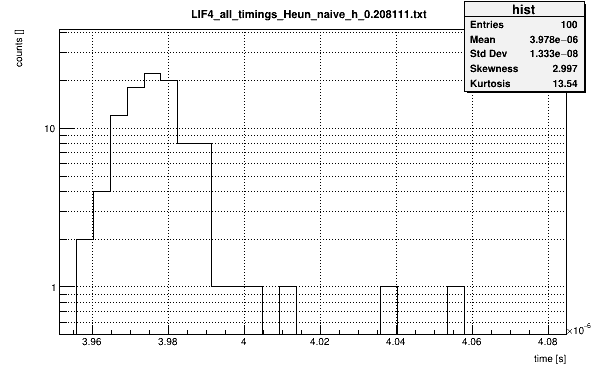 LIF4_all_timings_Heun_naive_h_0.208111.txt
hist
Entries 100
Mean 3.978e−06
Std Dev 1.333e−08
Skewness 2.997
Kurtosis 13.54
counts []
10
1
3.96 3.98 4 4.02 4.04 4.06 4.08
×10⁻⁶
time [s]